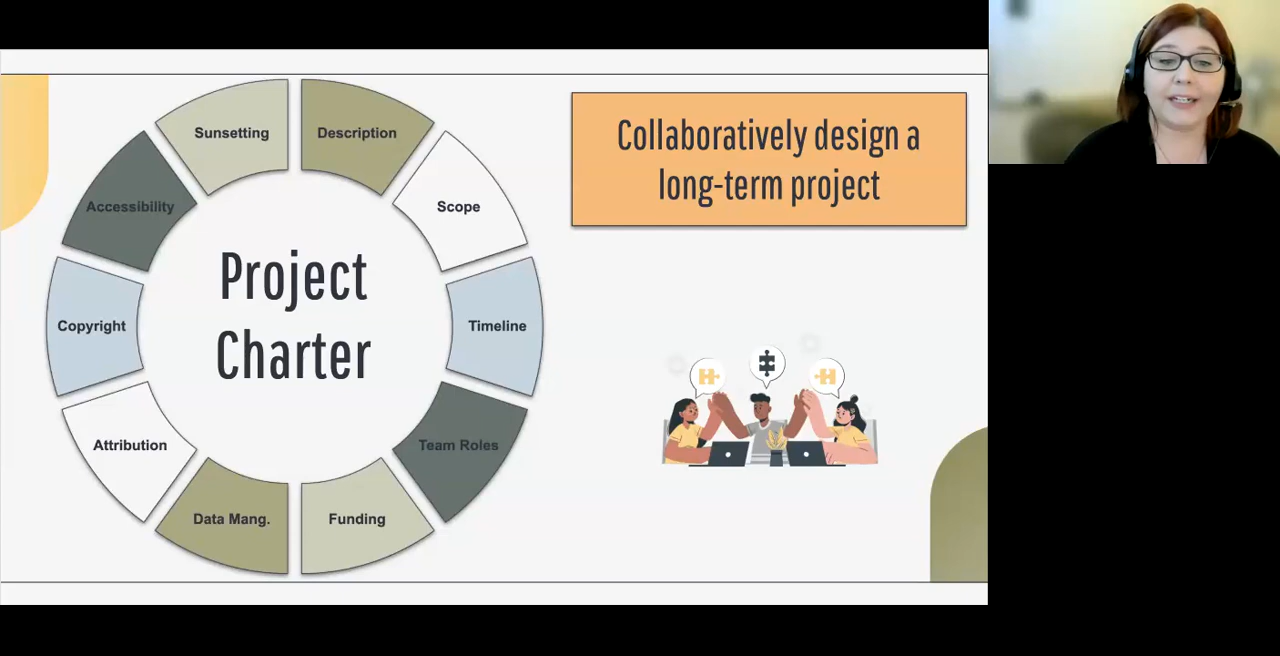 Sunsetting
Description
Accessibility
Scope
Copyright
Timeline
Attribution
Team Roles
Data Mang.
Funding
Project
Charter
Collaboratively design a
long-term project